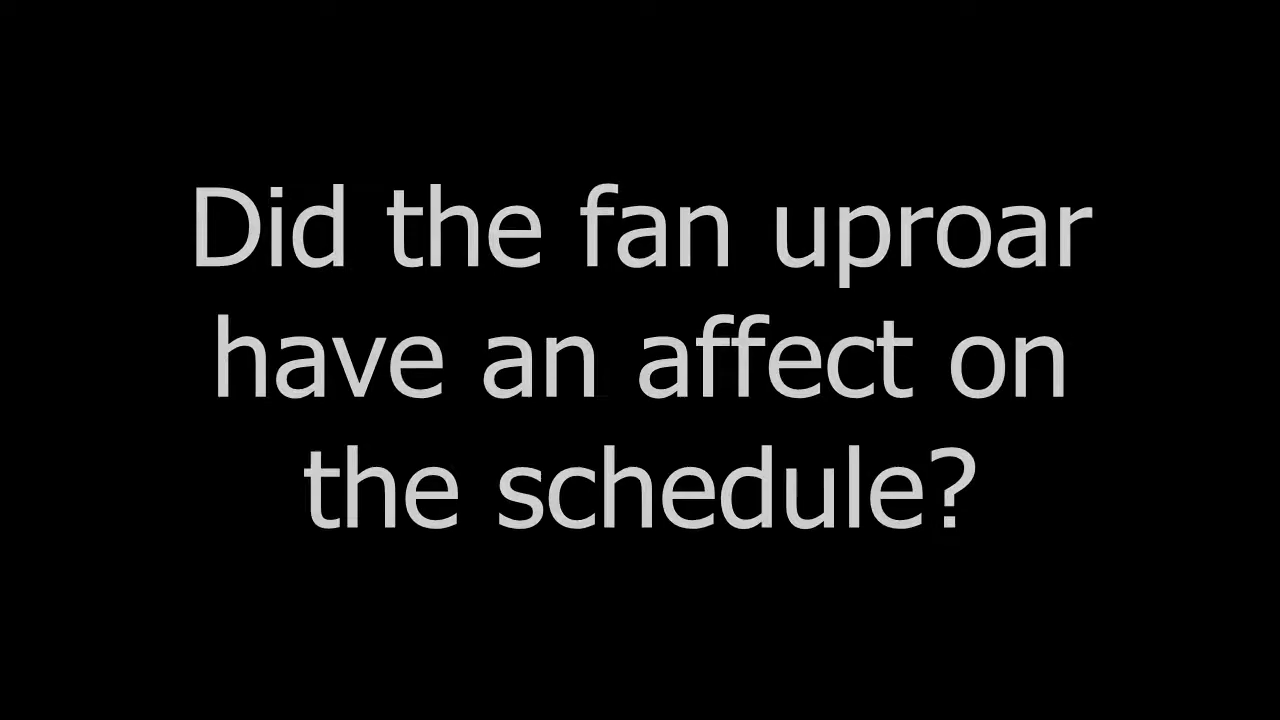 Did the fan uproar
have an affect on
the schedule?